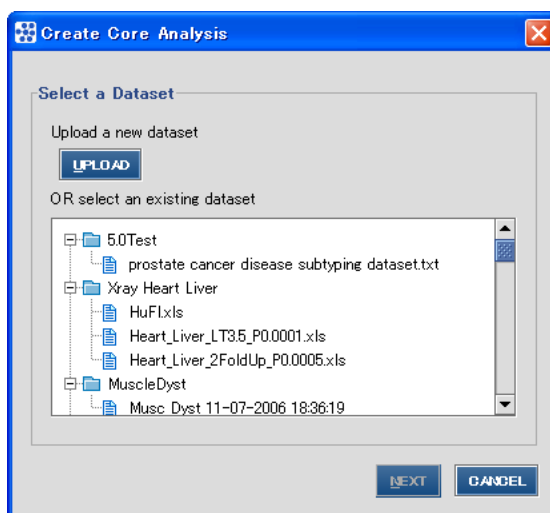 Create Core Analysis
Select a Dataset
Upload a new dataset
UPLOAD
OR select an existing dataset
5.0Test
prostate cancer disease subtyping dataset.txt
Xray Heart Liver
HuFl.xls
Heart_Liver_LT3.5_P0.0001.xls
Heart_Liver_2FoldUp_P0.0005.xls
MuscleDyst
Musc Dyst 11-07-2006 18:36:19
NEXT CANCEL